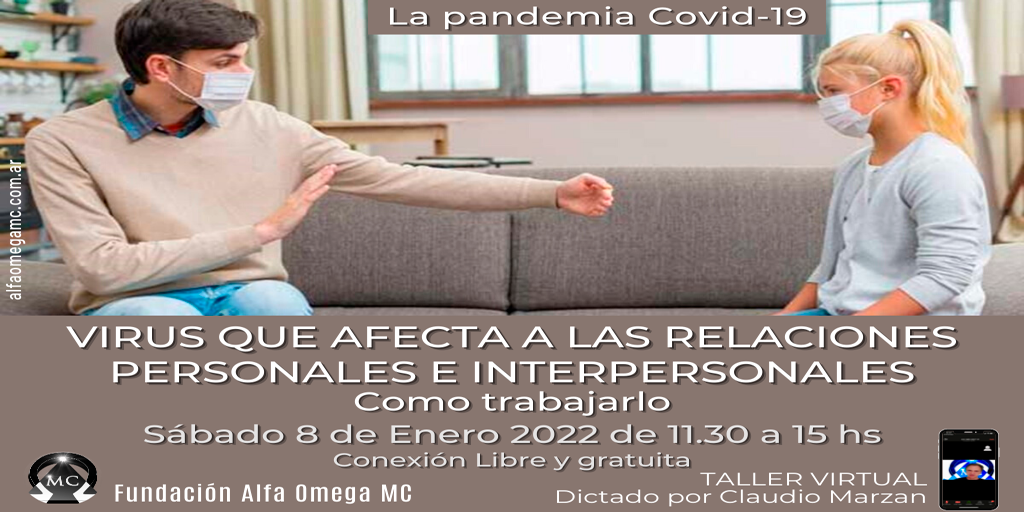 La pandemia Covid-19
alfaomegamc.com.ar
VIRUS QUE AFECTA A LAS RELACIONES
PERSONALES E INTERPERSONALES
Como trabajarlo
Sábado 8 de Enero 2022 de 11.30 a 15 hs
Conexión Libre y gratuita
MC
Fundación Alfa Omega MC
TALLER VIRTUAL
Dictado por Claudio Marzan